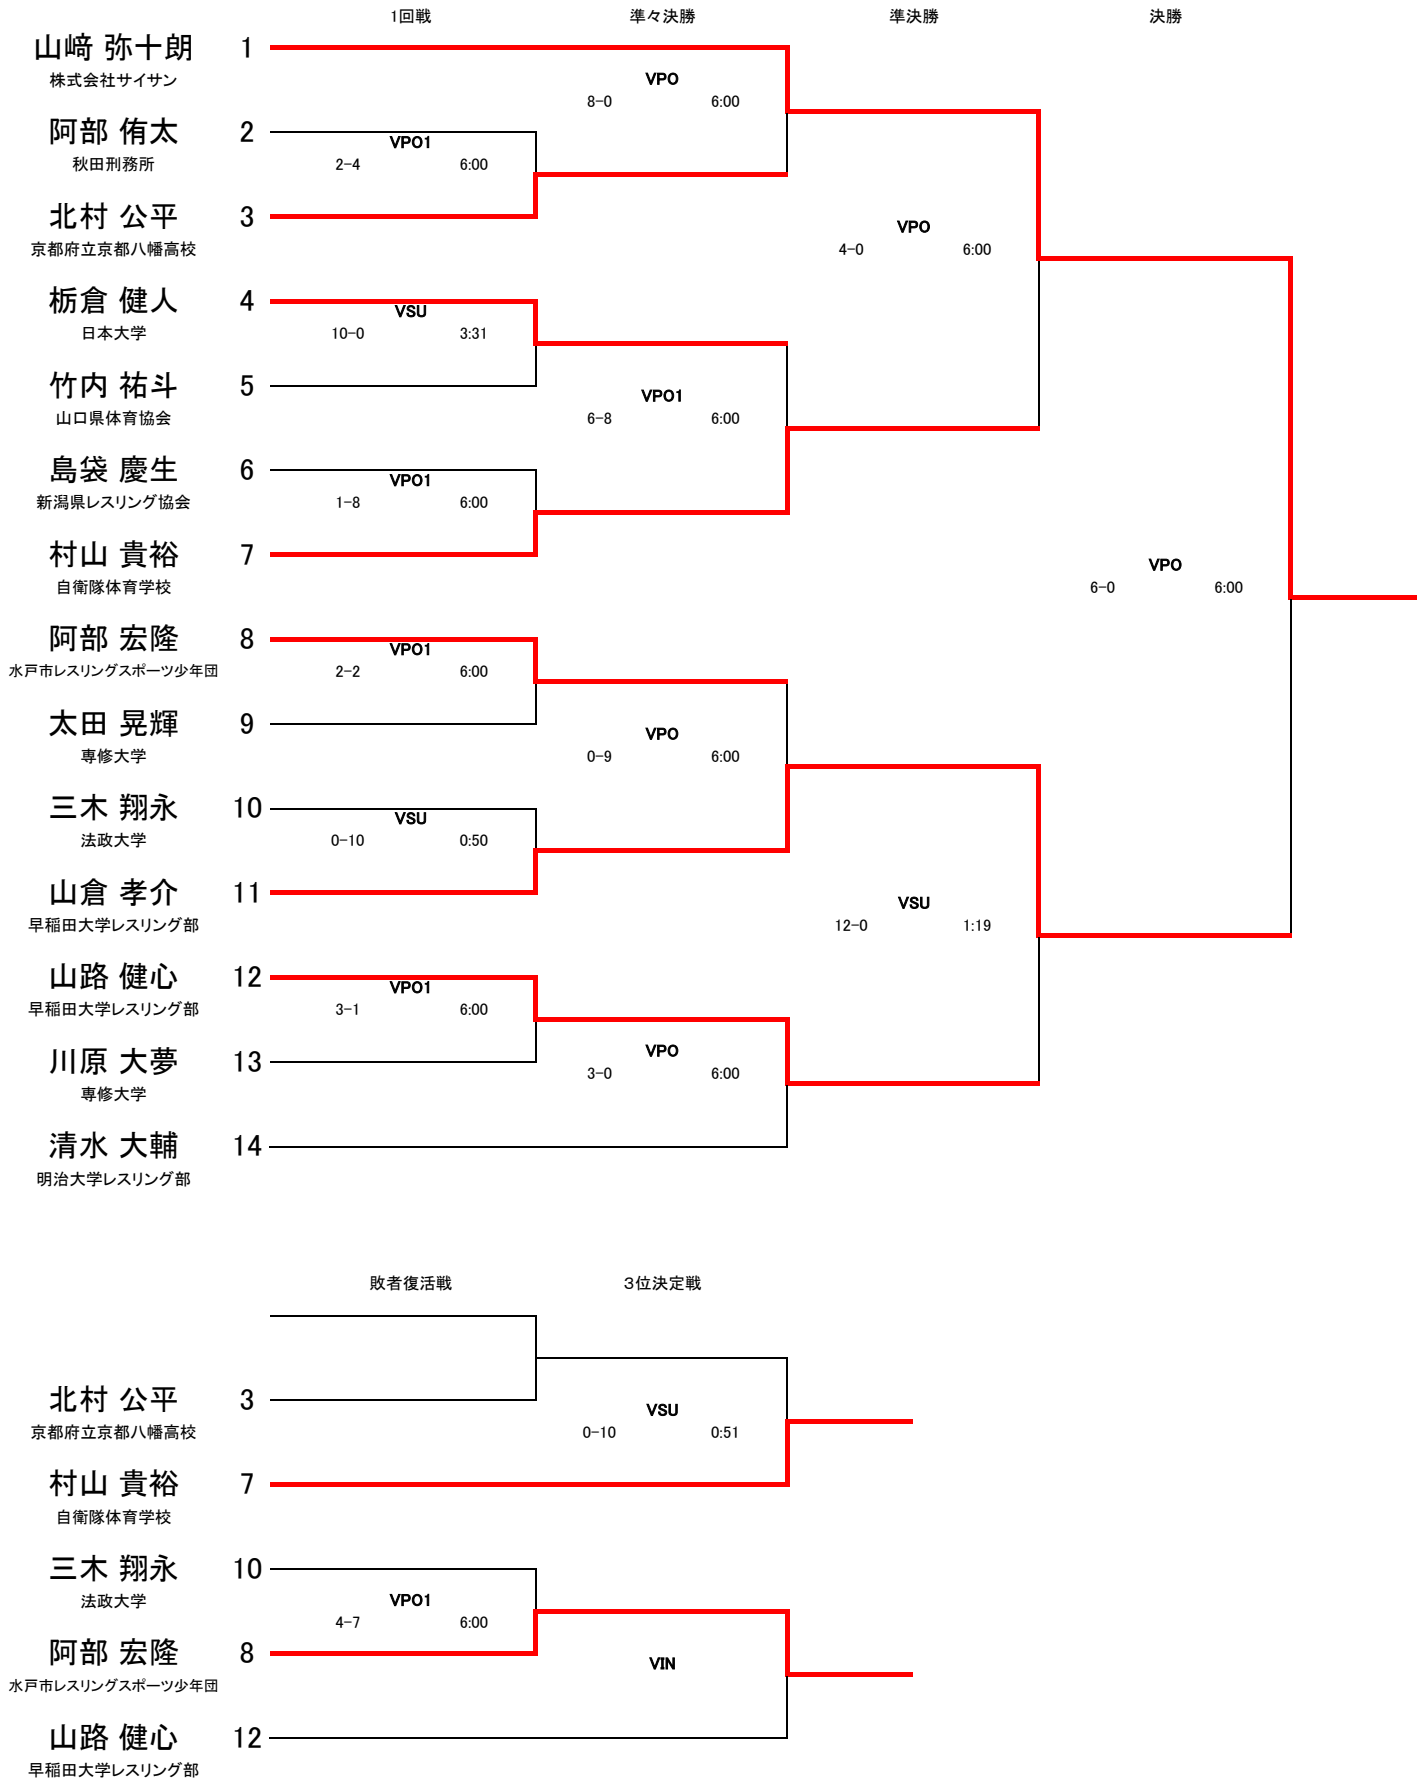 1回戦 準々決勝 準決勝 決勝
山﨑 弥十朗 1
株式会社サイサン
VPO
8-0 6:00
阿部 侑太 2
秋田刑務所
VPO1
2-4 6:00
北村 公平 3
京都府立京都八幡高校
VPO
4-0 6:00
栃倉 健人 4
日本大学
VSU
10-0 3:31
竹内 祐斗 5
山口県体育協会
VPO1
6-8 6:00
島袋 慶生 6
新潟県レスリング協会
VPO1
1-8 6:00
村山 貴裕 7
自衛隊体育学校
VPO
6-0 6:00
阿部 宏隆 8
水戸市レスリングスポーツ少年団
VPO1
2-2 6:00
太田 晃輝 9
専修大学
VPO
0-9 6:00
三木 翔永 10
法政大学
VSU
0-10 0:50
山倉 孝介 11
早稲田大学レスリング部
VSU
12-0 1:19
山路 健心 12
早稲田大学レスリング部
VPO1
3-1 6:00
川原 大夢 13
専修大学
VPO
3-0 6:00
清水 大輔 14
明治大学レスリング部
敗者復活戦 3位決定戦
北村 公平 3
京都府立京都八幡高校
VSU
0-10 0:51
村山 貴裕 7
自衛隊体育学校
三木 翔永 10
法政大学
VPO1
4-7 6:00
阿部 宏隆 8
水戸市レスリングスポーツ少年団
VIN
山路 健心 12
早稲田大学レスリング部